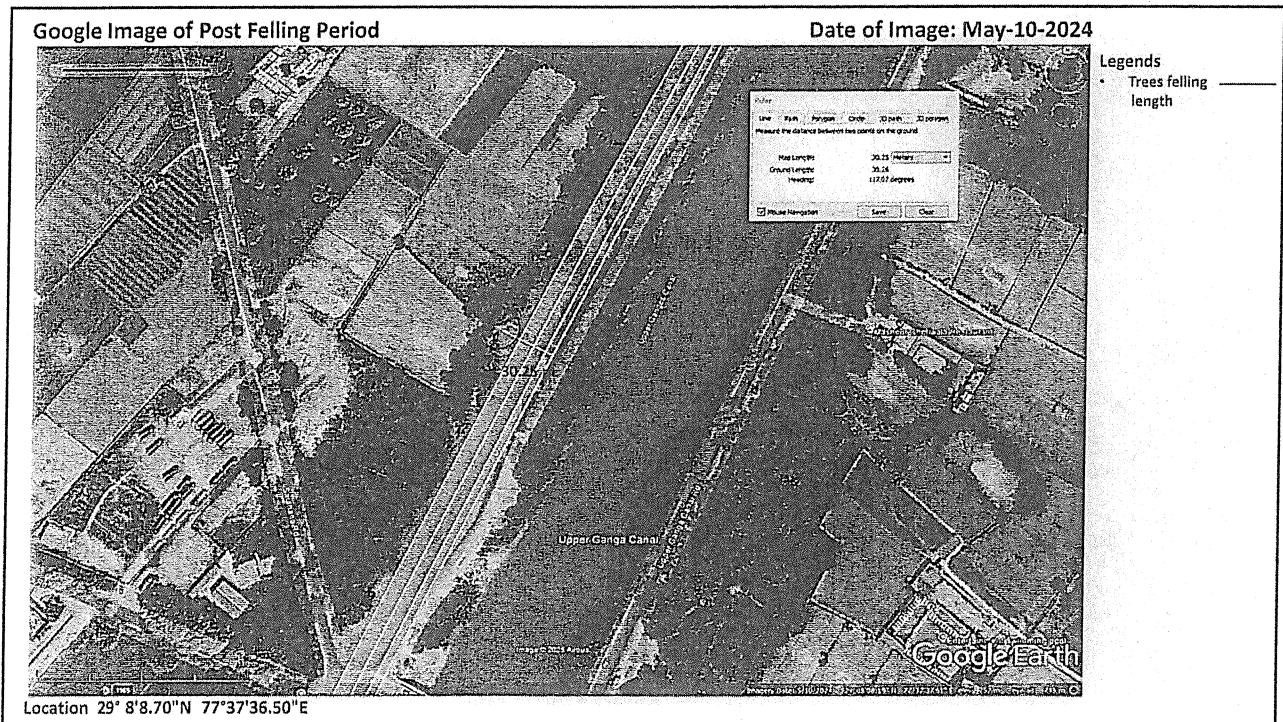 Google Image of Post Felling Period
Date of Image: May-10-2024
Legends
• Trees felling
length
Ruler
Line Path Polygon Circle 3D path 3D polygon
Measure the distance between two points on the ground
Map Length: 30.25 Meters
Ground Length:
Heading: degrees
Mouse Navigation Save Clear
30.25
Upper Ganga Canal
Google Earth
Location 29° 8'8.70"N 77°37'36.50"E